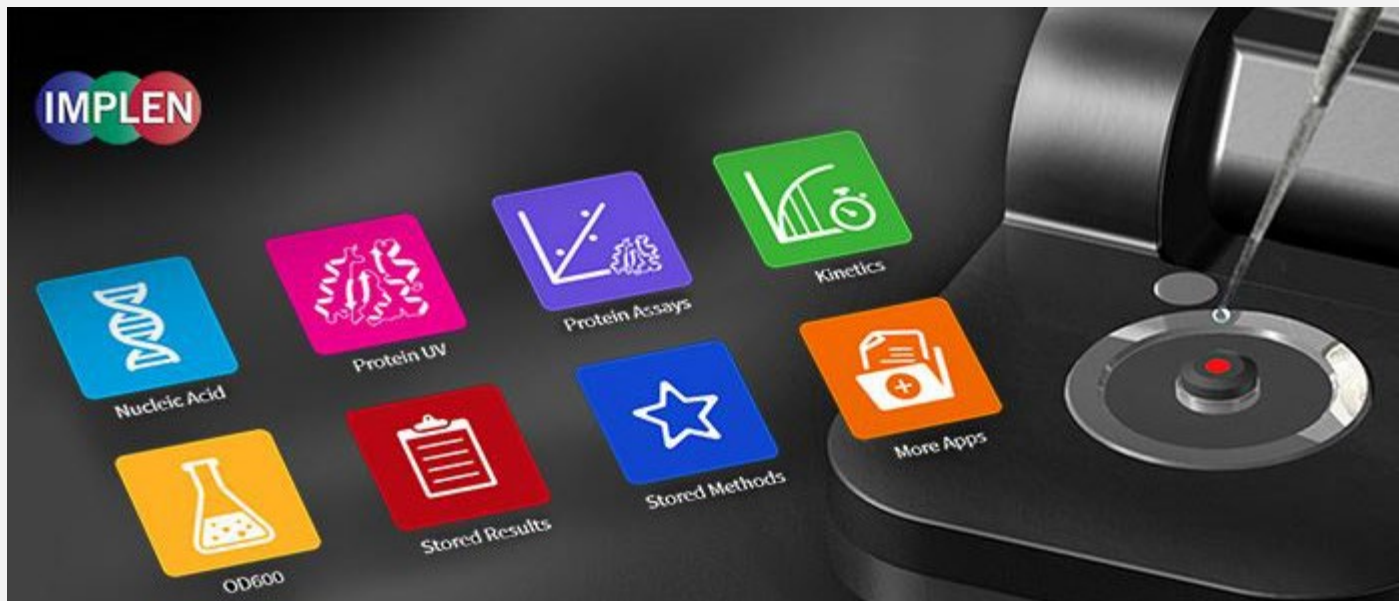 IMPLEN
Nucleic Acid
Protein UV
Protein Assays
Kinetics
OD600
Stored Results
Stored Methods
More Apps